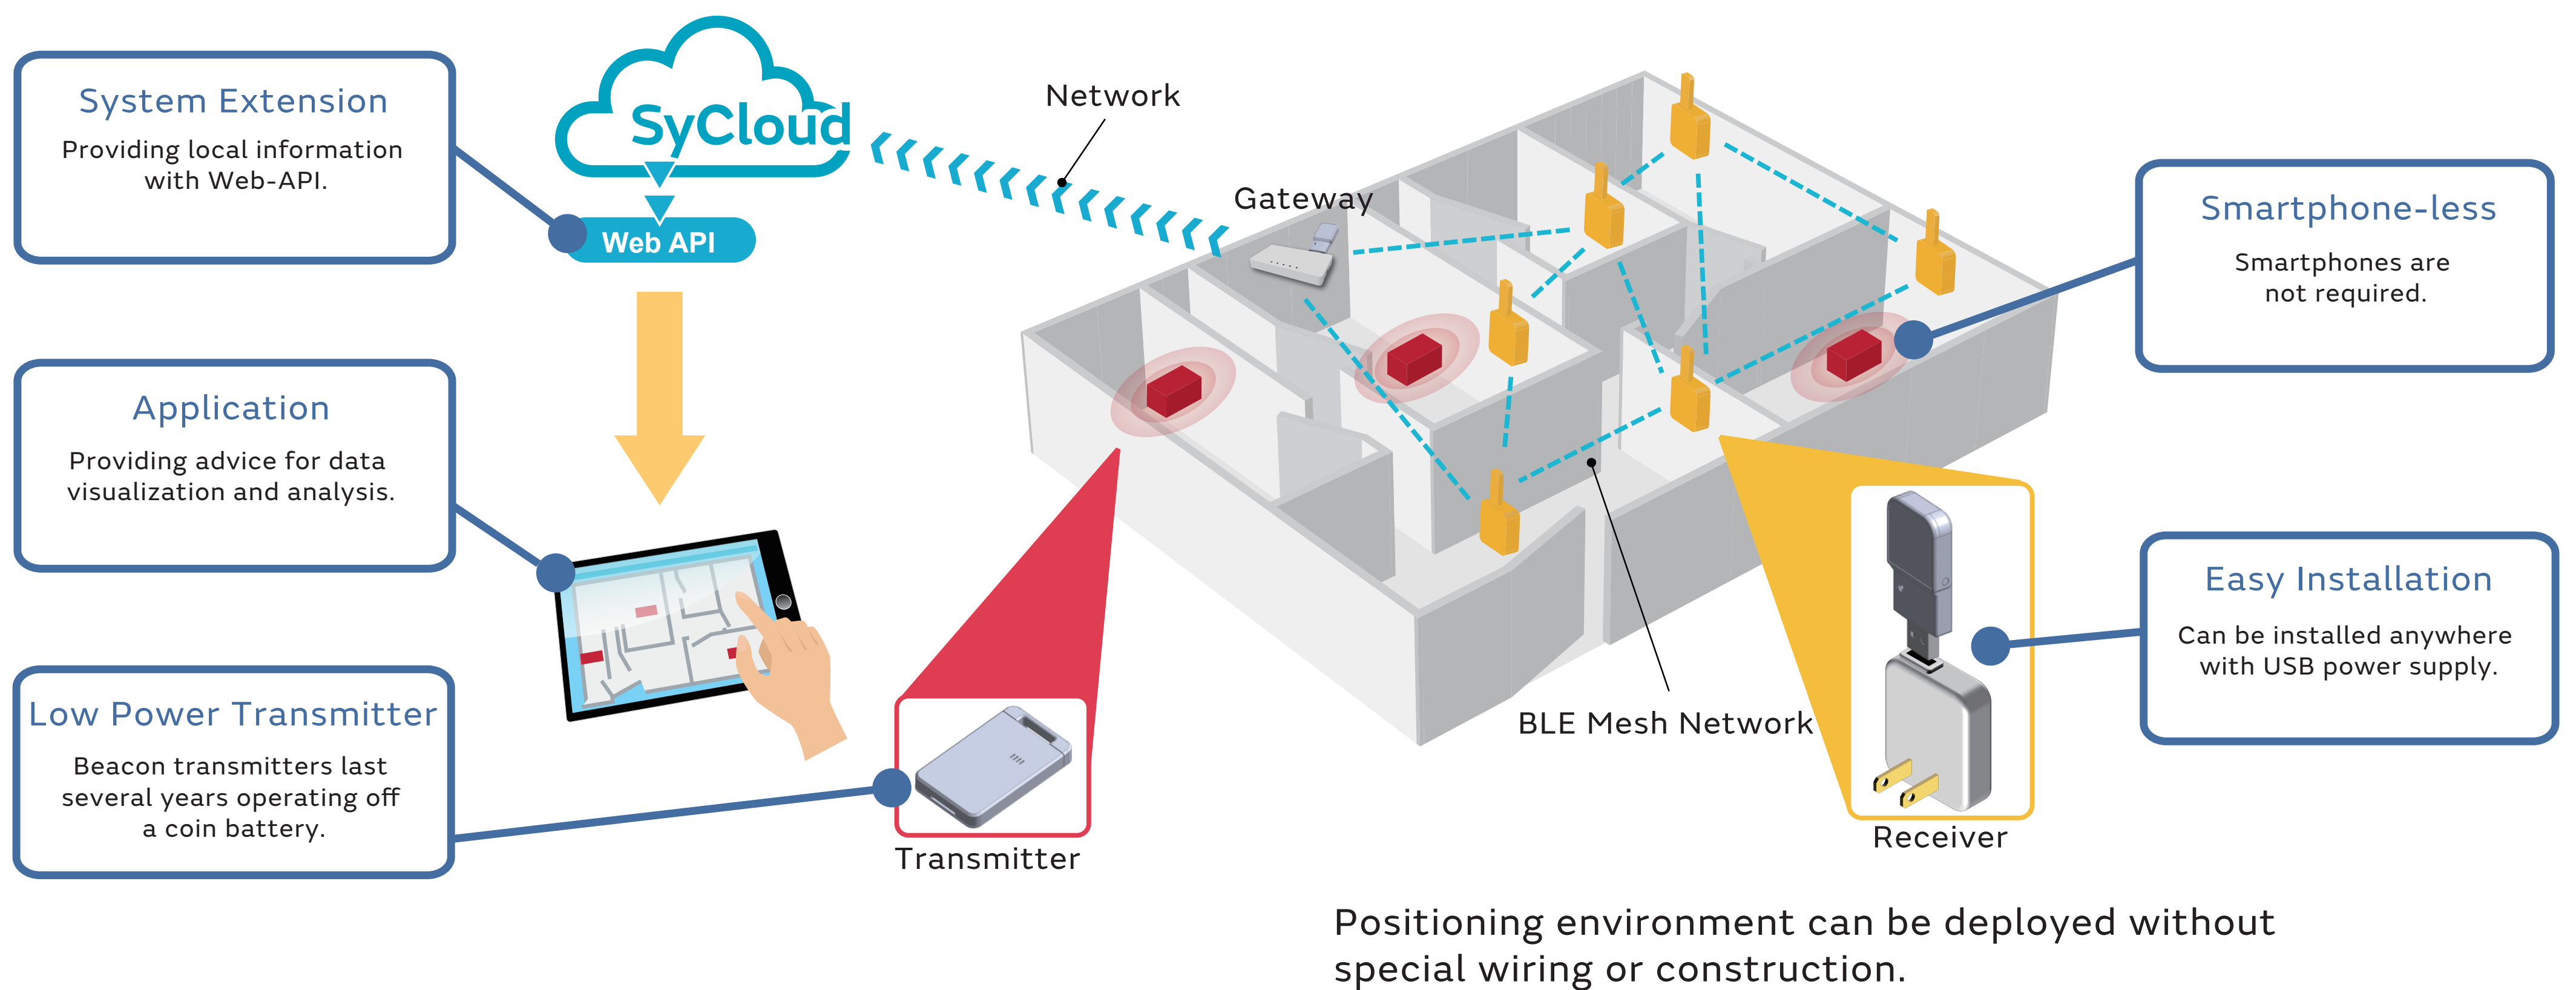 System Extension
Providing local information
with Web-API.
Application
Providing advice for data
visualization and analysis.
Low Power Transmitter
Beacon transmitters last
several years operating off
a coin battery.
SyCloud
Web API
Network
Gateway
Transmitter
BLE Mesh Network
Receiver
Smartphone-less
Smartphones are
not required.
Easy Installation
Can be installed anywhere
with USB power supply.
Positioning environment can be deployed without
special wiring or construction.